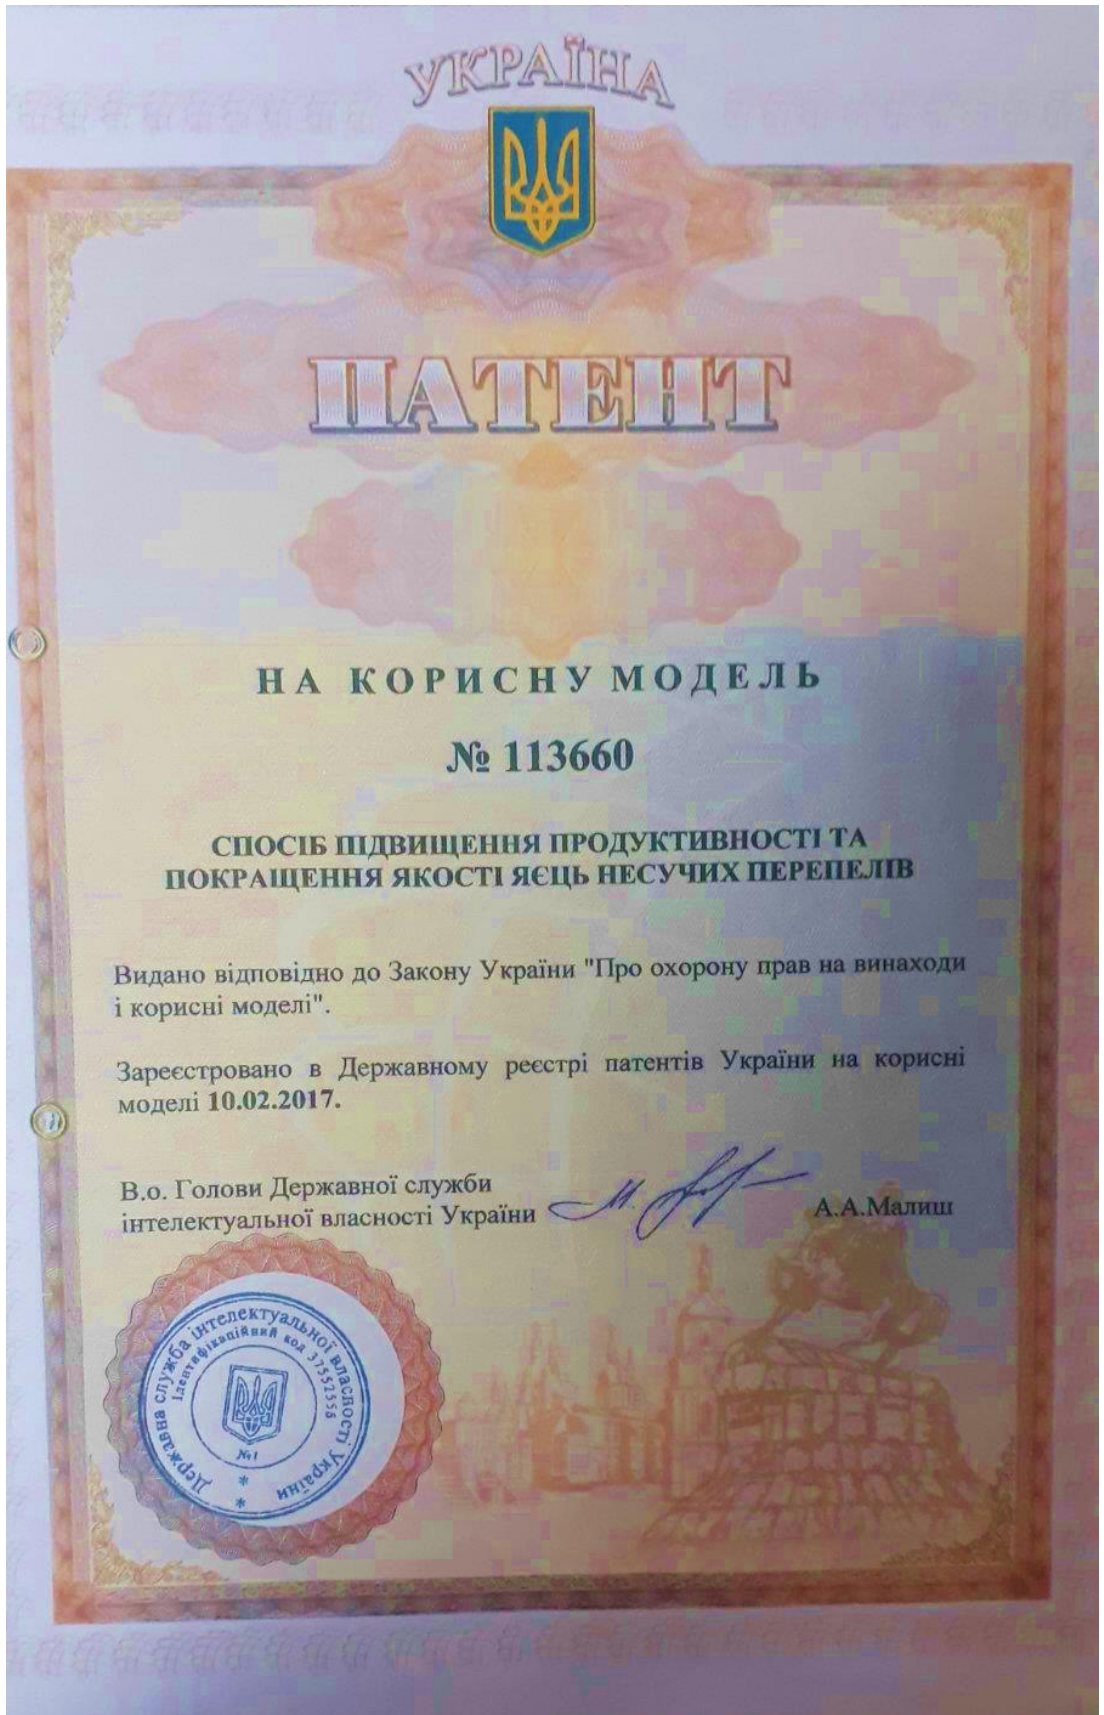 УКРАЇНА
ПАТЕНТ
НА КОРИСНУ МОДЕЛЬ
№ 113660
СПОСІБ ПІДВИЩЕННЯ ПРОДУКТИВНОСТІ ТА
ПОКРАЩЕННЯ ЯКОСТІ ЯЄЦЬ НЕСУЧИХ ПЕРЕПЕЛІВ
Видано відповідно до Закону України "Про охорону прав на винаходи
і корисні моделі".
Зареєстровано в Державному реєстрі патентів України на корисні
моделі 10.02.2017.
В.о. Голови Державної служби
інтелектуальної власності України
А.А.Малиш
Державна служба інтелектуальної власності України
Ідентифікаційний код 37552556
№1